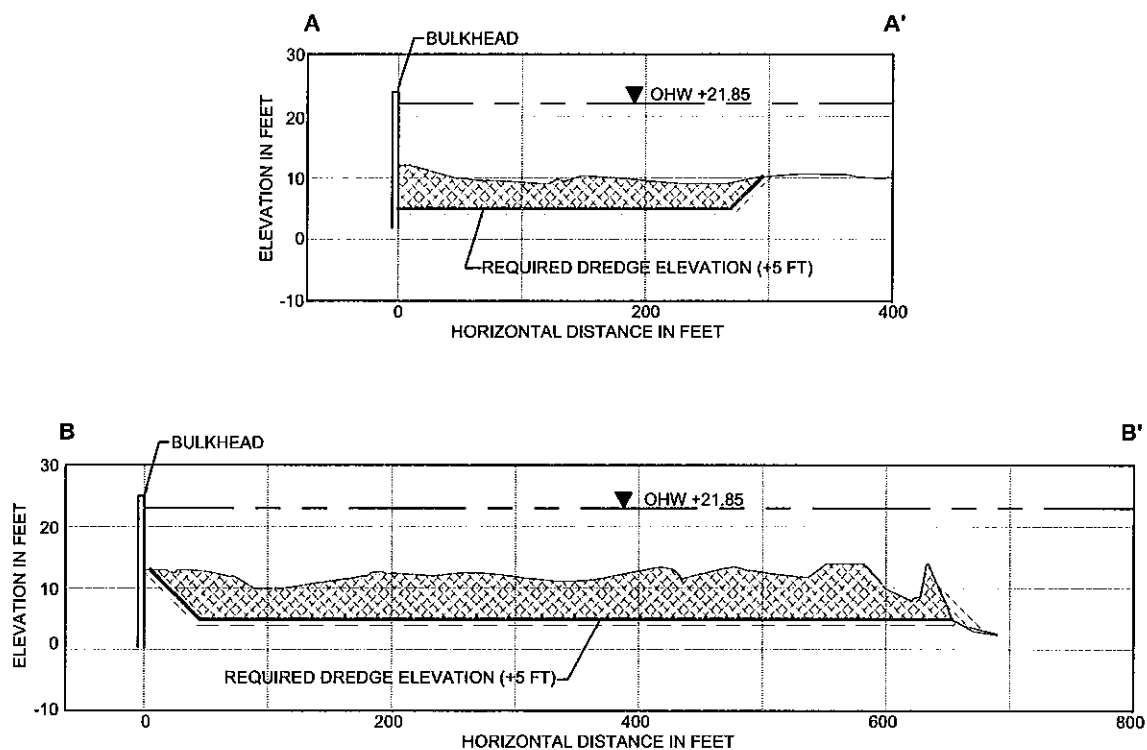 A A'
BULKHEAD
30
OHW +21.85
20
10
0
REQUIRED DREDGE ELEVATION (+5 FT)
-10
ELEVATION IN FEET
0 200 400
HORIZONTAL DISTANCE IN FEET
B B'
BULKHEAD
30
OHW +21.85
20
10
0
REQUIRED DREDGE ELEVATION (+5 FT)
-10
ELEVATION IN FEET
0 200 400 600 800
HORIZONTAL DISTANCE IN FEET